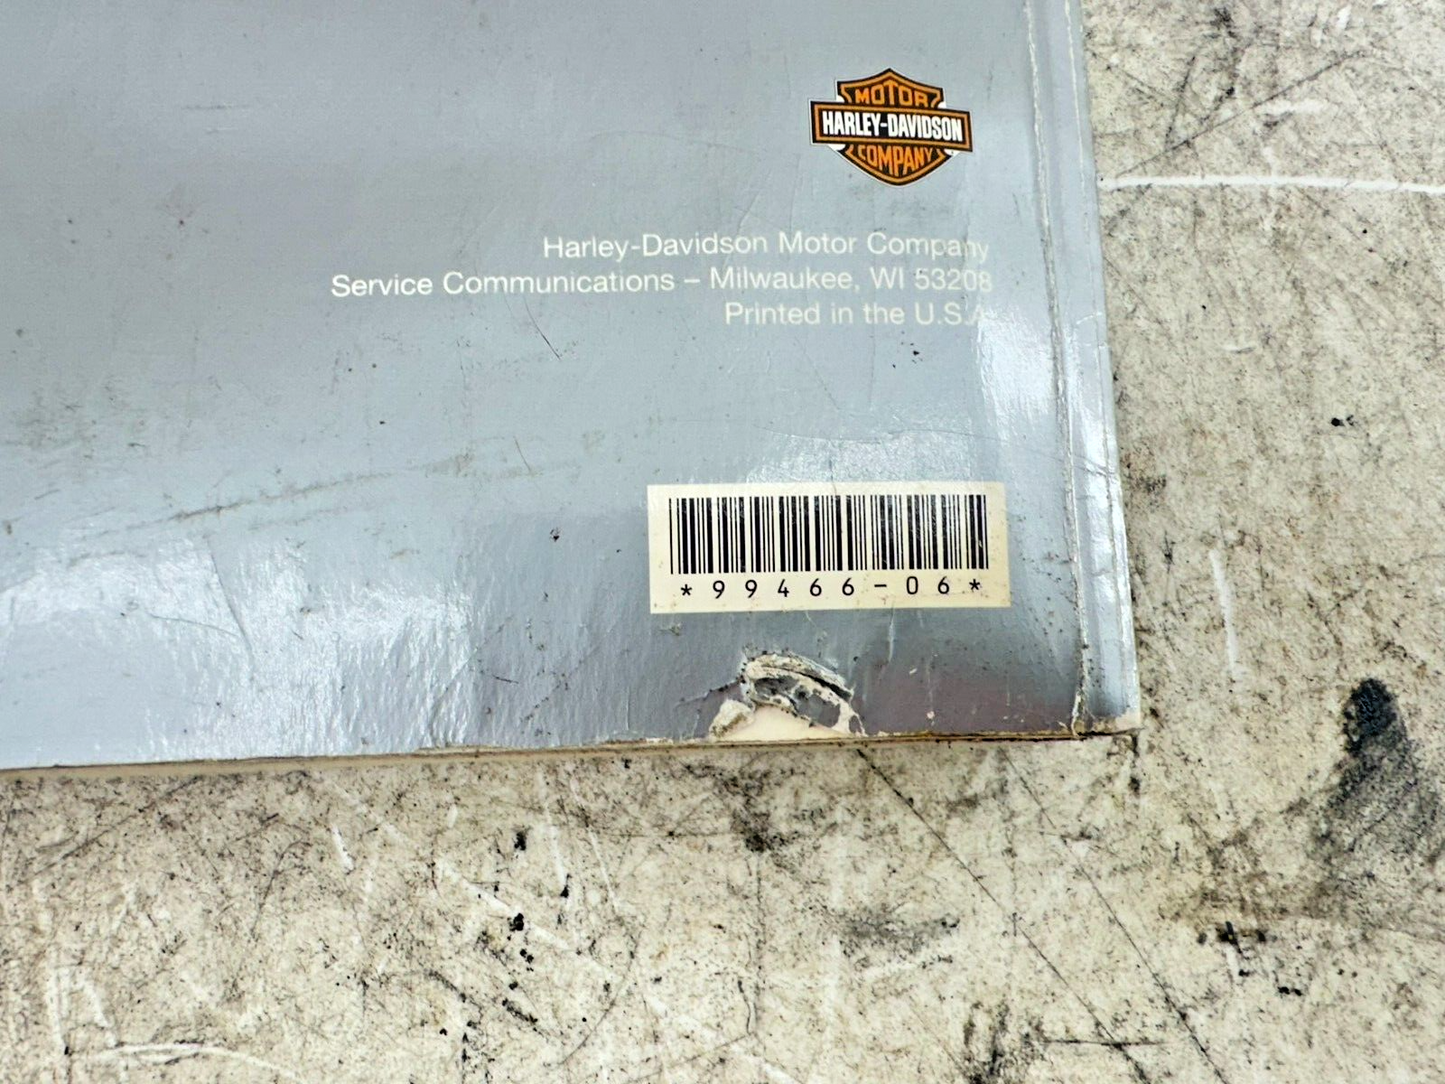 MOTOR
HARLEY-DAVIDSON
COMPANY
Harley-Davidson Motor Company
Service Communications – Milwaukee, WI 53208
Printed in the U.S.A.
*99466-06*